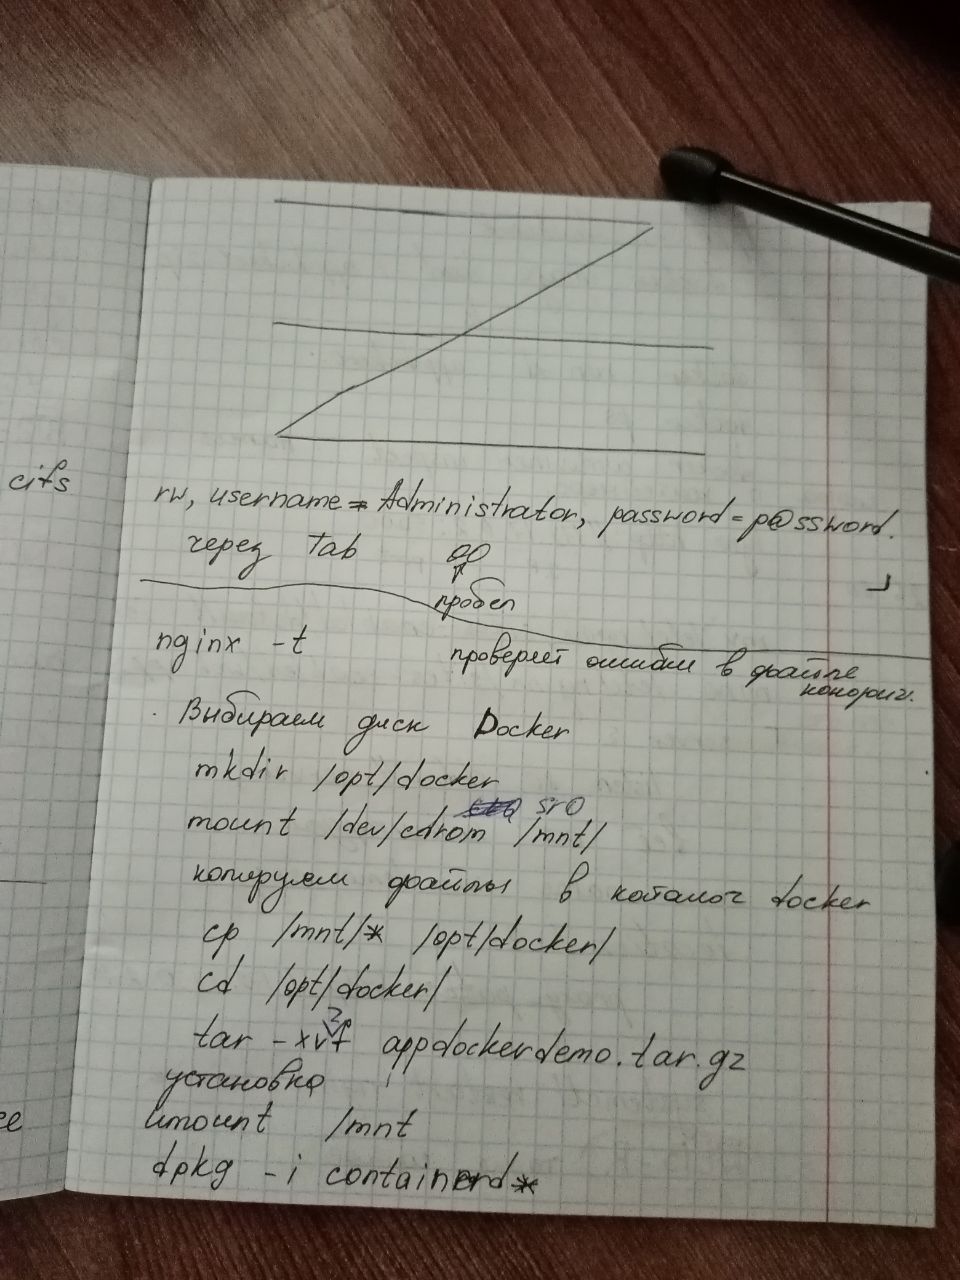 cifs
rw, username=Administrator, password=p@ssword.
через Tab 00
пробел
nginx -t проверяет ошибки в файле
конфиг.
Выбираем диск Docker
mkdir /opt/docker
sr0
mount /dev/cdrom /mnt/
копируем файлы в каталог docker
cp /mnt/* /opt/docker/
cd /opt/docker/
tar -xvf appdockerdemo.tar.gz
установка
umount /mnt
dpkg -i containerd*